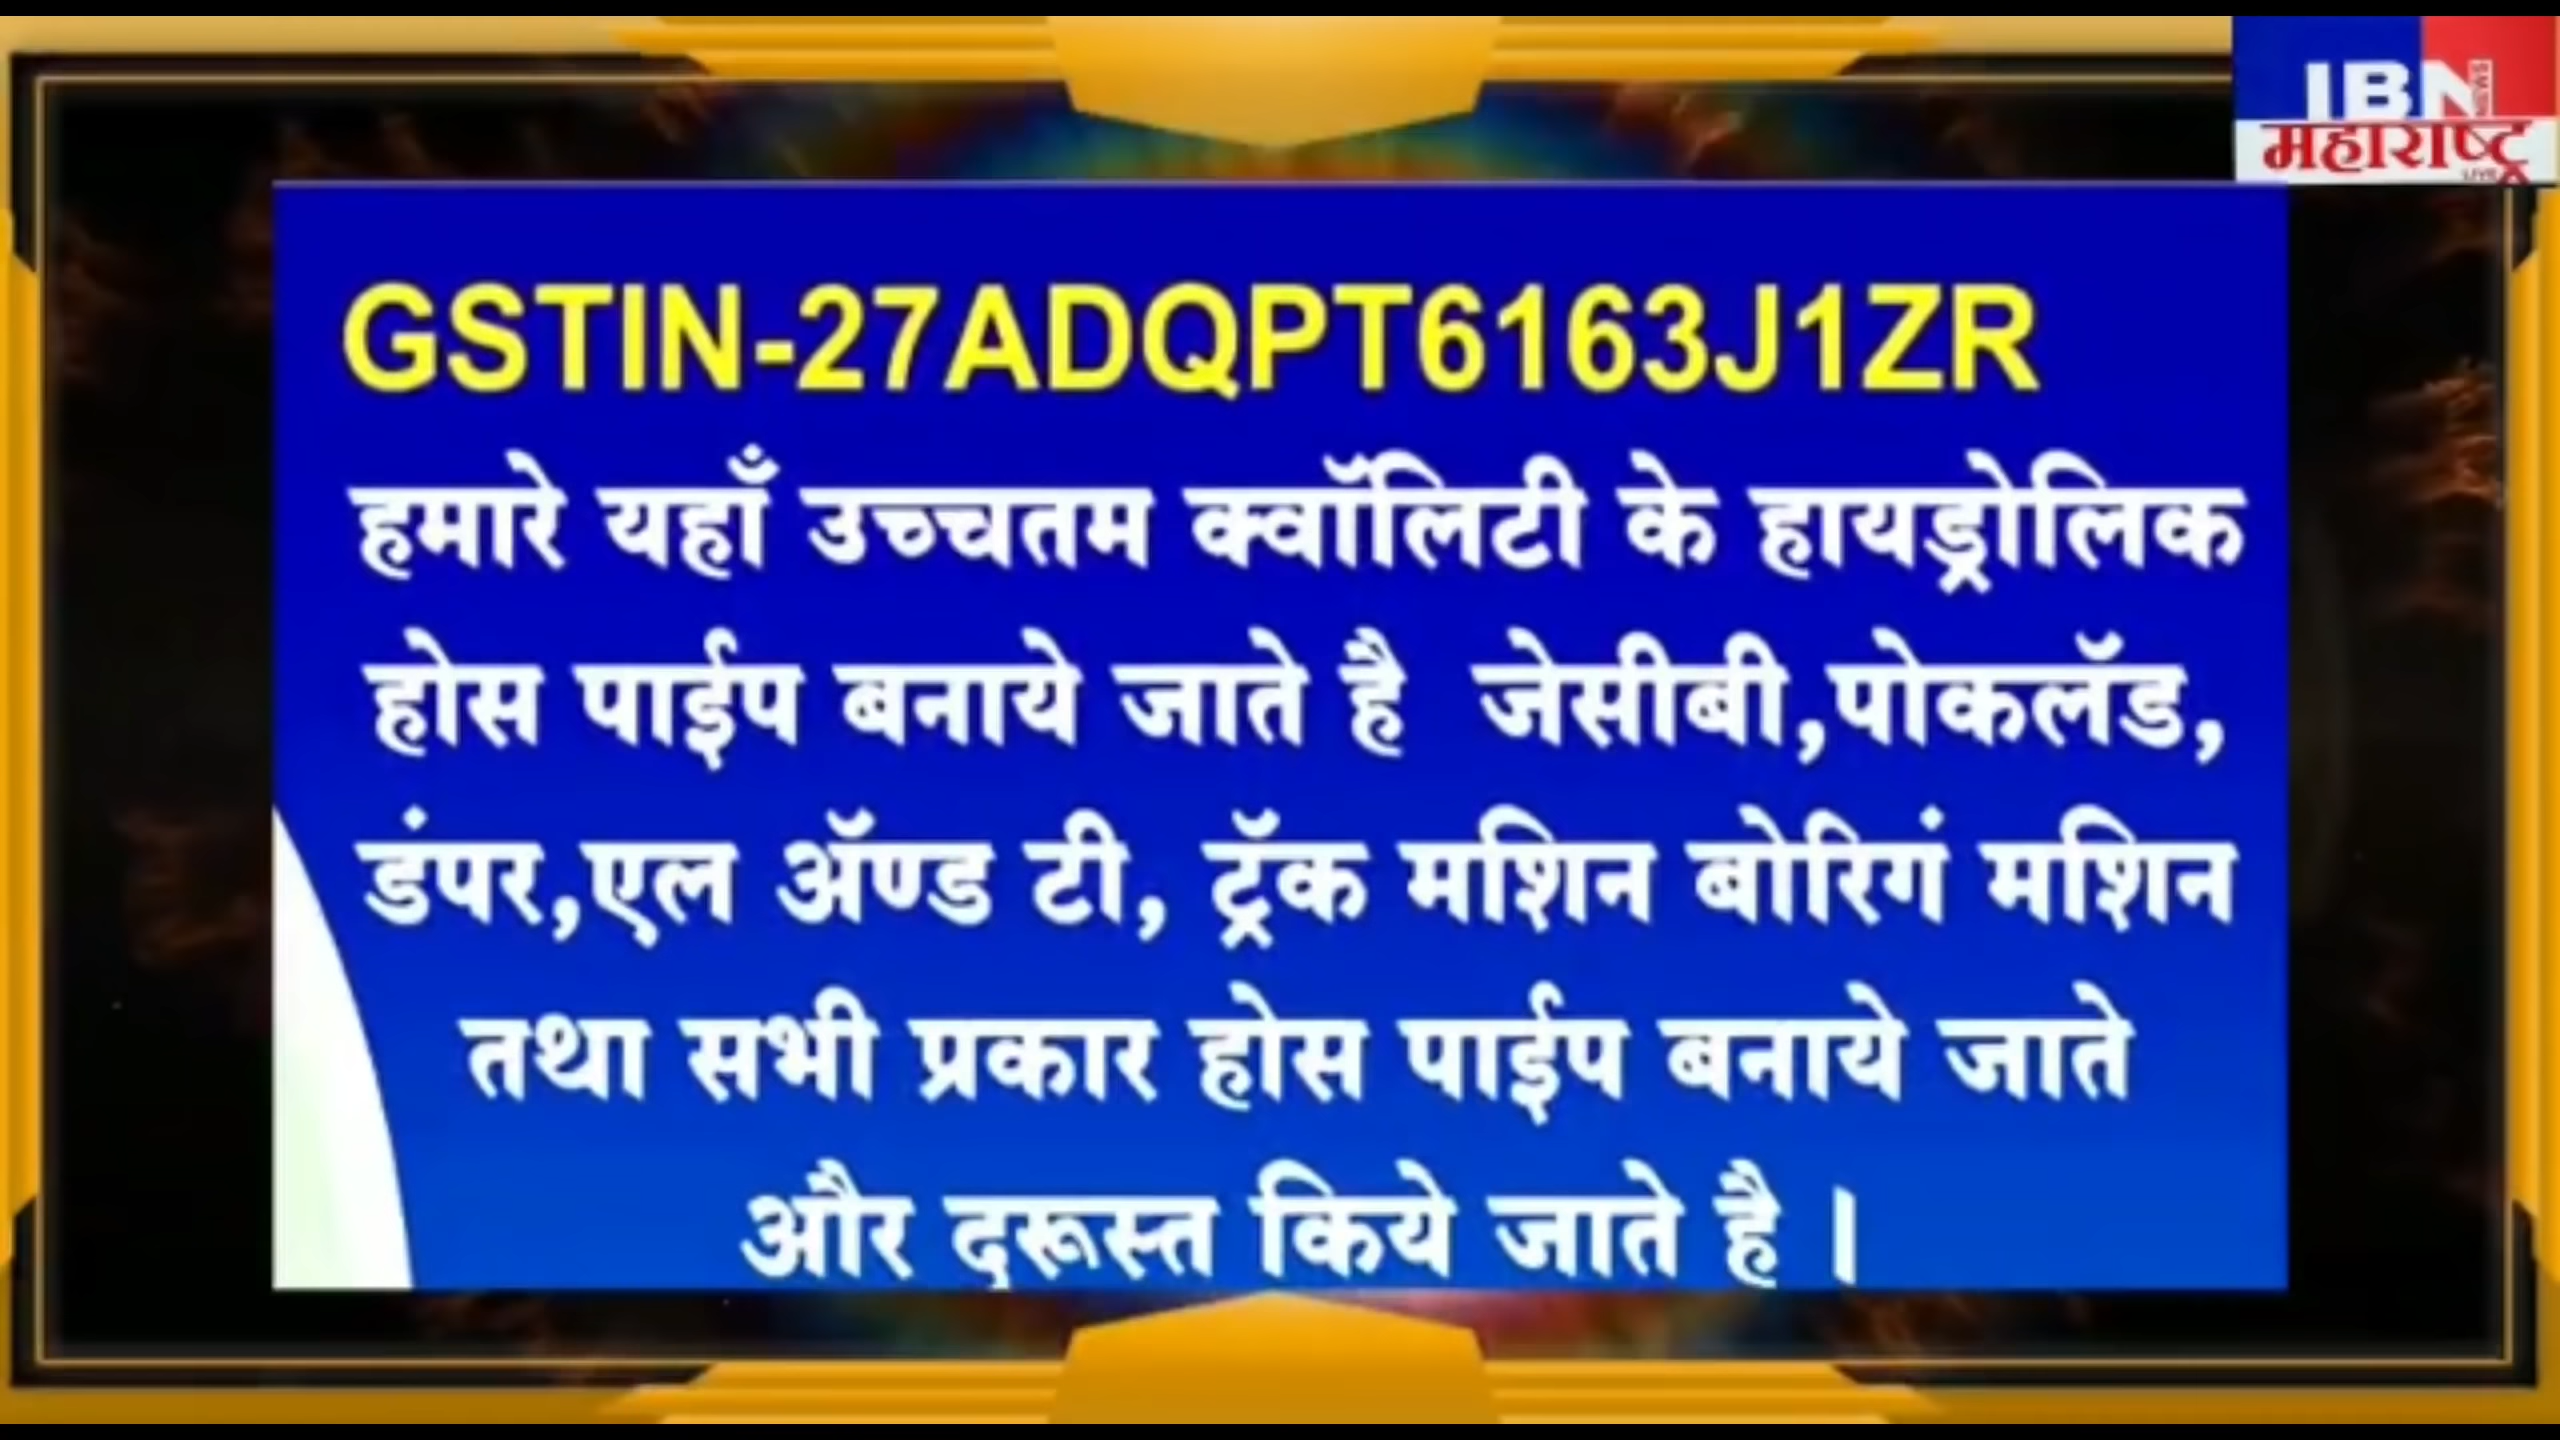 IBN NEWS
महाराष्ट्र
GSTIN-27ADQPT6163J1ZR
हमारे यहाँ उच्चतम क्वॉलिटी के हायड्रोलिक
होस पाईप बनाये जाते है जेसीबी,पोकलॅड,
डंपर,एल ॲण्ड टी, ट्रॅक मशिन बोरिगं मशिन
तथा सभी प्रकार होस पाईप बनाये जाते
और दुरूस्त किये जाते है ।